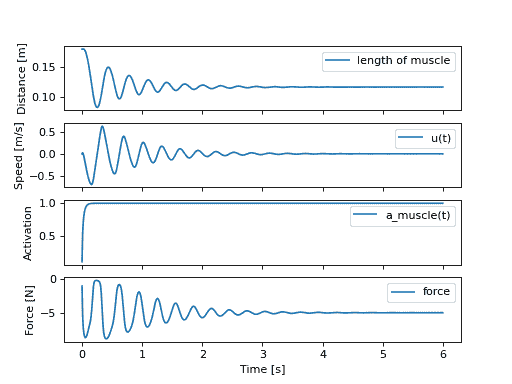 Distance [m]
0.15
0.10
length of muscle
Speed [m/s]
0.5
0.0
−0.5
u(t)
Activation
1.0
0.5
a_muscle(t)
Force [N]
0
−5
force
0 1 2 3 4 5 6
Time [s]